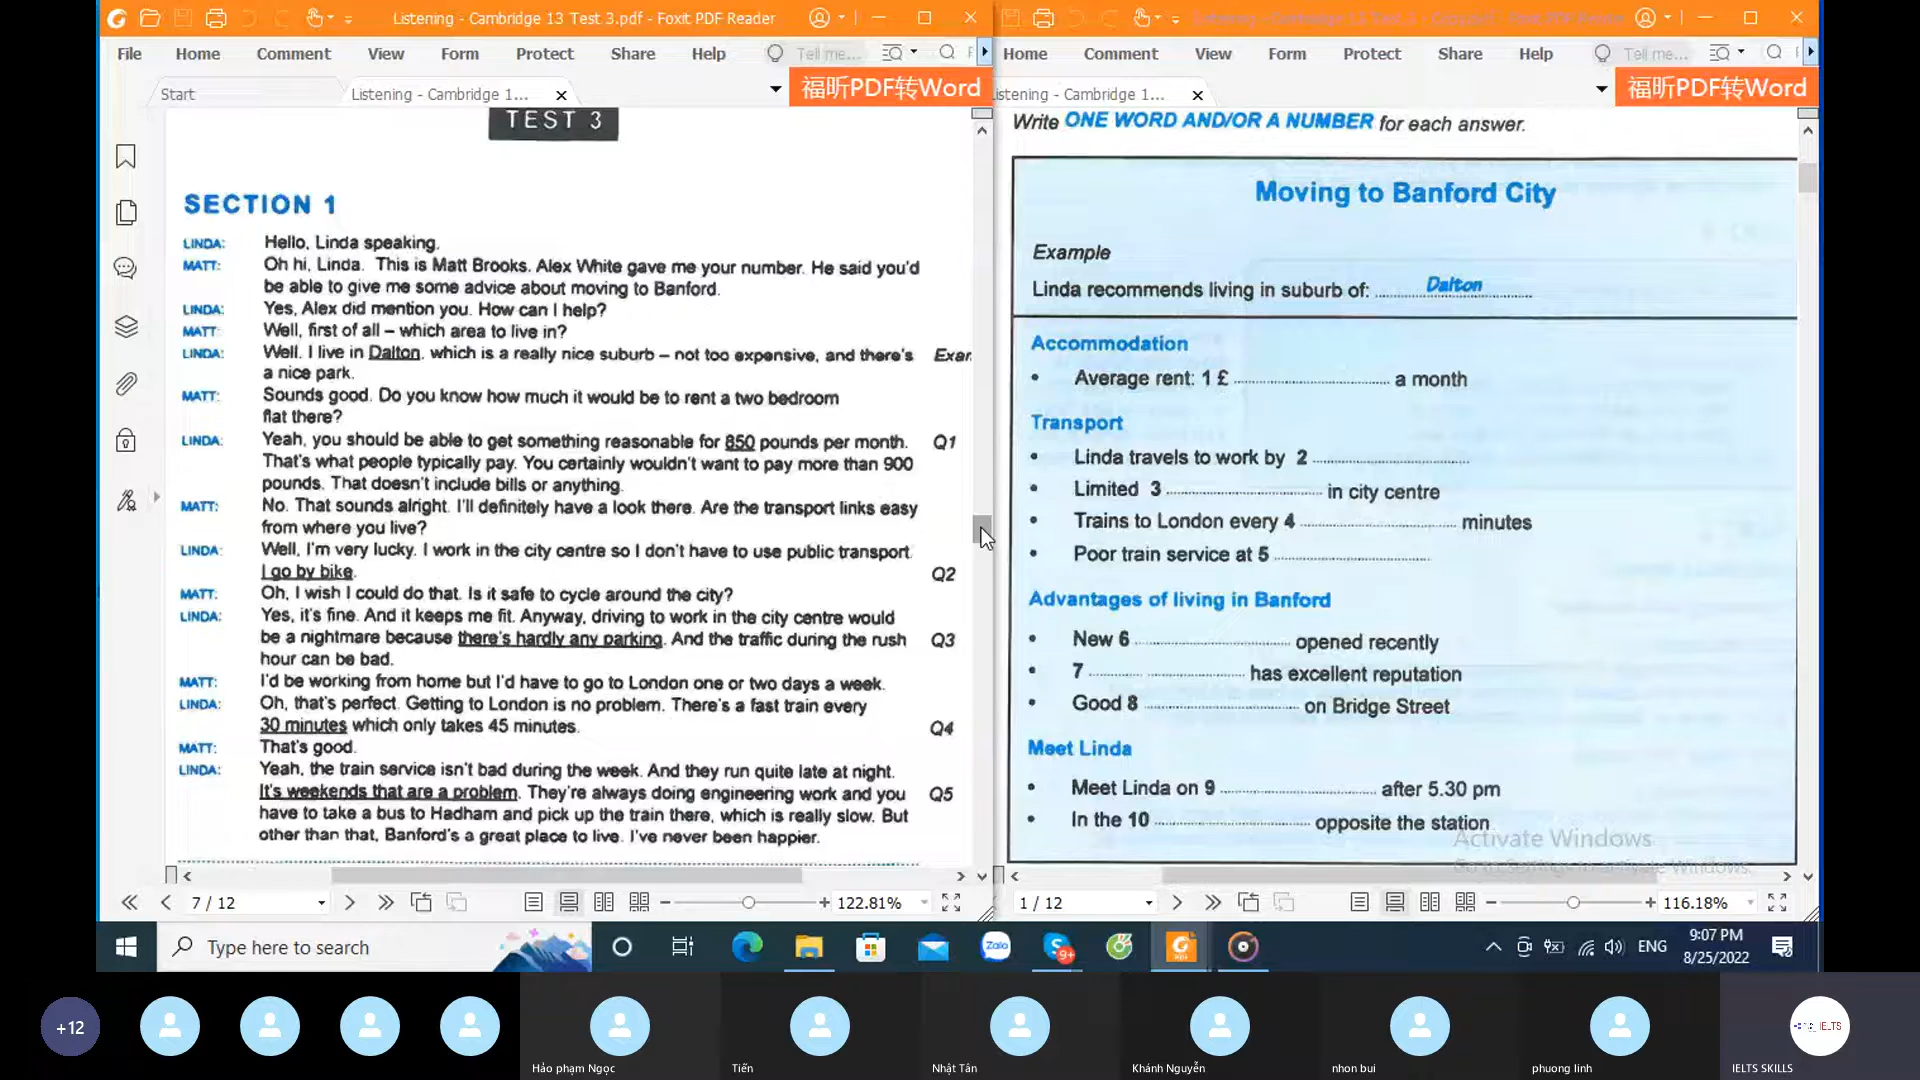 Listening - Cambridge 13 Test 3.pdf - Foxit PDF Reader
File Home Comment View Form Protect Share Help Tell me...
Start Listening - Cambridge 1... 福昕PDF转Word
TEST 3
SECTION 1
LINDA: Hello, Linda speaking.
MATT: Oh hi, Linda. This is Matt Brooks. Alex White gave me your number. He said you'd
be able to give me some advice about moving to Banford.
LINDA: Yes, Alex did mention you. How can I help?
MATT: Well, first of all – which area to live in?
LINDA: Well, I live in Dalton, which is a really nice suburb – not too expensive, and there's
a nice park.
MATT: Sounds good. Do you know how much it would be to rent a two bedroom
flat there?
LINDA: Yeah, you should be able to get something reasonable for 850 pounds per month. Q1
That's what people typically pay. You certainly wouldn't want to pay more than 900
pounds. That doesn't include bills or anything.
MATT: No. That sounds alright. I'll definitely have a look there. Are the transport links easy
from where you live?
LINDA: Well, I'm very lucky. I work in the city centre so I don't have to use public transport.
I go by bike. Q2
MATT: Oh, I wish I could do that. Is it safe to cycle around the city?
LINDA: Yes, it's fine. And it keeps me fit. Anyway, driving to work in the city centre would
be a nightmare because there's hardly any parking. And the traffic during the rush Q3
hour can be bad.
MATT: I'd be working from home but I'd have to go to London one or two days a week.
LINDA: Oh, that's perfect. Getting to London is no problem. There's a fast train every
30 minutes which only takes 45 minutes. Q4
MATT: That's good.
LINDA: Yeah, the train service isn't bad during the week. And they run quite late at night.
It's weekends that are a problem. They're always doing engineering work and you Q5
have to take a bus to Hadham and pick up the train there, which is really slow. But
other than that, Banford's a great place to live. I've never been happier.
7 / 12 122.81%
Home Comment View Form Protect Share Help Tell me...
Listening - Cambridge 1... 福昕PDF转Word
Write ONE WORD AND/OR A NUMBER for each answer.
Moving to Banford City
Example
Linda recommends living in suburb of: Dalton
Accommodation
• Average rent: 1 £ .......... a month
Transport
• Linda travels to work by 2 ..........
• Limited 3 .......... in city centre
• Trains to London every 4 .......... minutes
• Poor train service at 5 ..........
Advantages of living in Banford
• New 6 .......... opened recently
• 7 .......... has excellent reputation
• Good 8 .......... on Bridge Street
Meet Linda
• Meet Linda on 9 .......... after 5.30 pm
• In the 10 .......... opposite the station
Activate Windows
Go to Settings to activate Windows.
1 / 12 116.18%
Type here to search Zalo 9+ ENG 9:07 PM
8/25/2022
+12 IELTS
Hảo phạm Ngọc Tiến Nhật Tân Khánh Nguyễn nhon bui phuong linh IELTS SKILLS